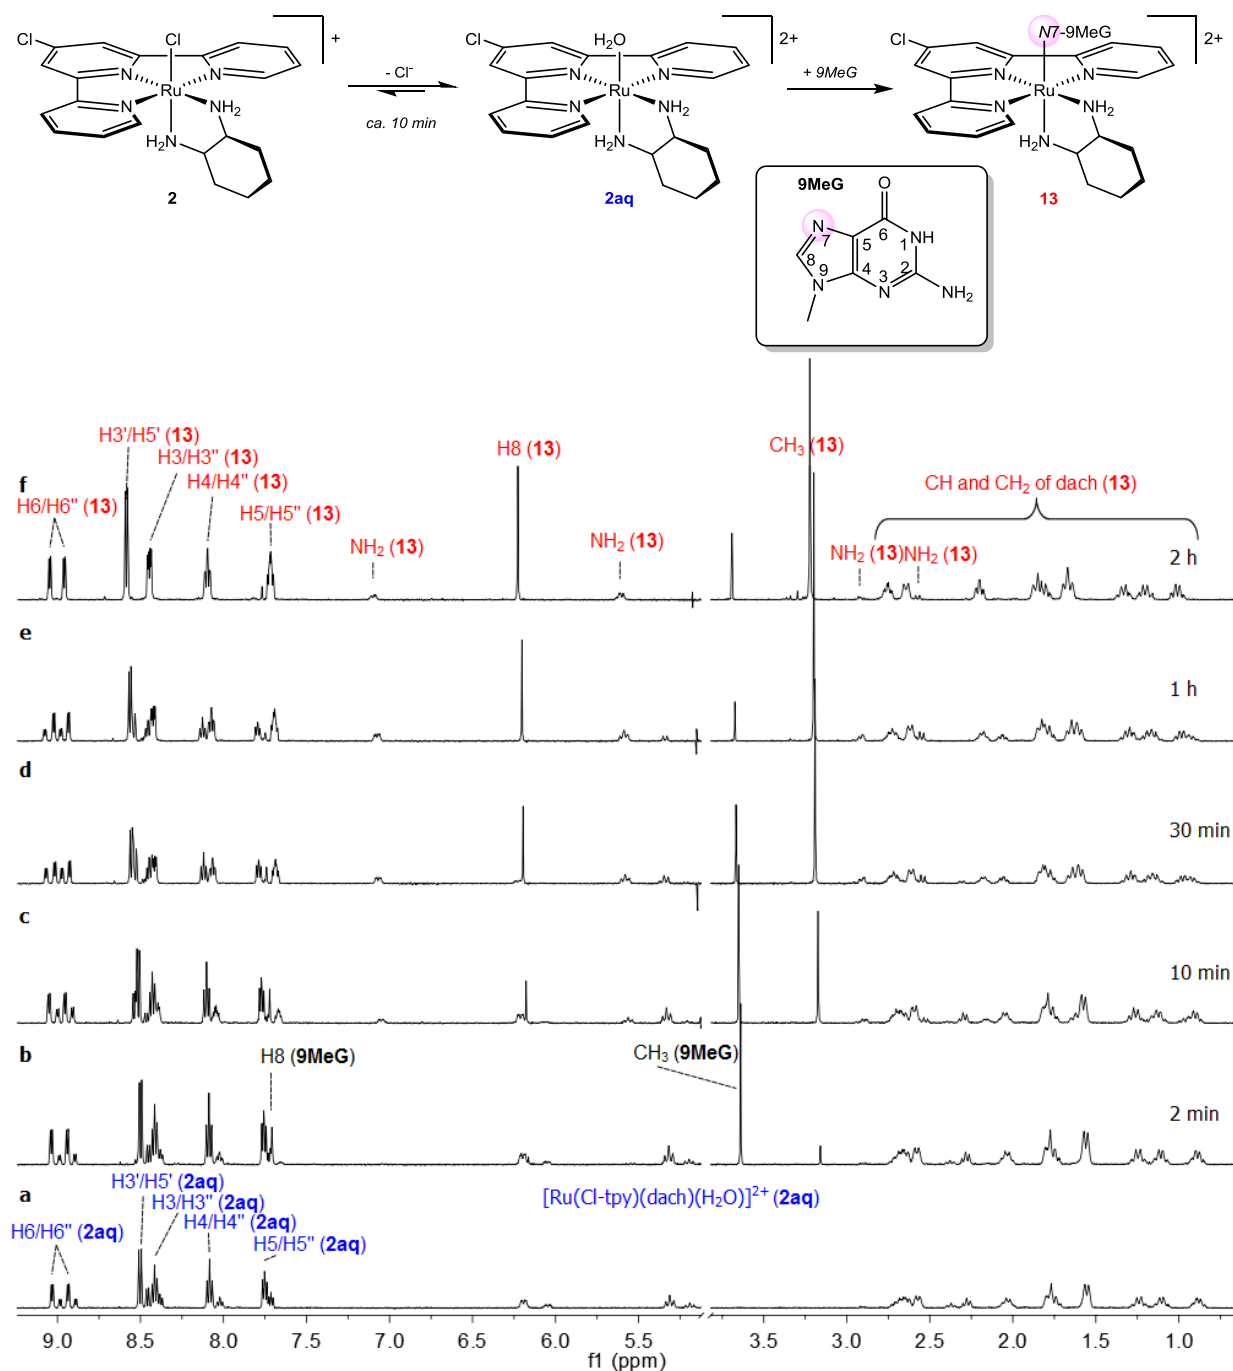 Cl
Cl
N
N
Ru
N
NH2
H2N
+
2
- Cl⁻
ca. 10 min
Cl
H2O
N
N
Ru
N
NH2
H2N
2+
2aq
+ 9MeG
Cl
N7-9MeG
N
N
Ru
N
NH2
H2N
2+
13
9MeG
O
N
7
6
5
1
NH
8
9
4
3
2
N
N
NH2
H3'/H5' (13)
H3/H3'' (13)
H8 (13)
CH3 (13)
f
H4/H4'' (13)
CH and CH2 of dach (13)
H6/H6'' (13)
H5/H5'' (13)
NH2 (13)
NH2 (13)
NH2 (13)
NH2 (13)
2 h
e
1 h
d
30 min
c
10 min
b
H8 (9MeG)
CH3 (9MeG)
2 min
a
H3'/H5' (2aq)
H3/H3'' (2aq)
[Ru(Cl-tpy)(dach)(H2O)]2+ (2aq)
H6/H6'' (2aq)
H4/H4'' (2aq)
H5/H5'' (2aq)
9.0 8.5 8.0 7.5 7.0 6.5 6.0 5.5 3.5 3.0 2.5 2.0 1.5 1.0
f1 (ppm)